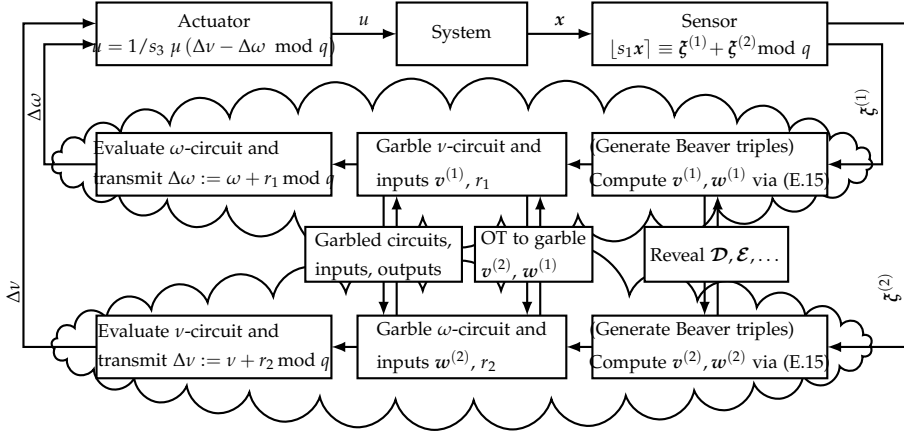 Actuator
u = 1/s₃ μ (Δν − Δω mod q)
u
System
x
Sensor
⌊s₁x⌉ ≡ ξ⁽¹⁾ + ξ⁽²⁾ mod q
Δω
ξ⁽¹⁾
Evaluate ω-circuit and
transmit Δω := ω + r₁ mod q
Garble ν-circuit and
inputs v⁽¹⁾, r₁
(Generate Beaver triples)
Compute v⁽¹⁾, w⁽¹⁾ via (E.15)
Garbled circuits,
inputs, outputs
OT to garble
v⁽²⁾, w⁽¹⁾
Reveal 𝓓, 𝓔, . . .
Δν
ξ⁽²⁾
Evaluate ν-circuit and
transmit Δν := ν + r₂ mod q
Garble ω-circuit and
inputs w⁽²⁾, r₂
(Generate Beaver triples)
Compute v⁽²⁾, w⁽²⁾ via (E.15)